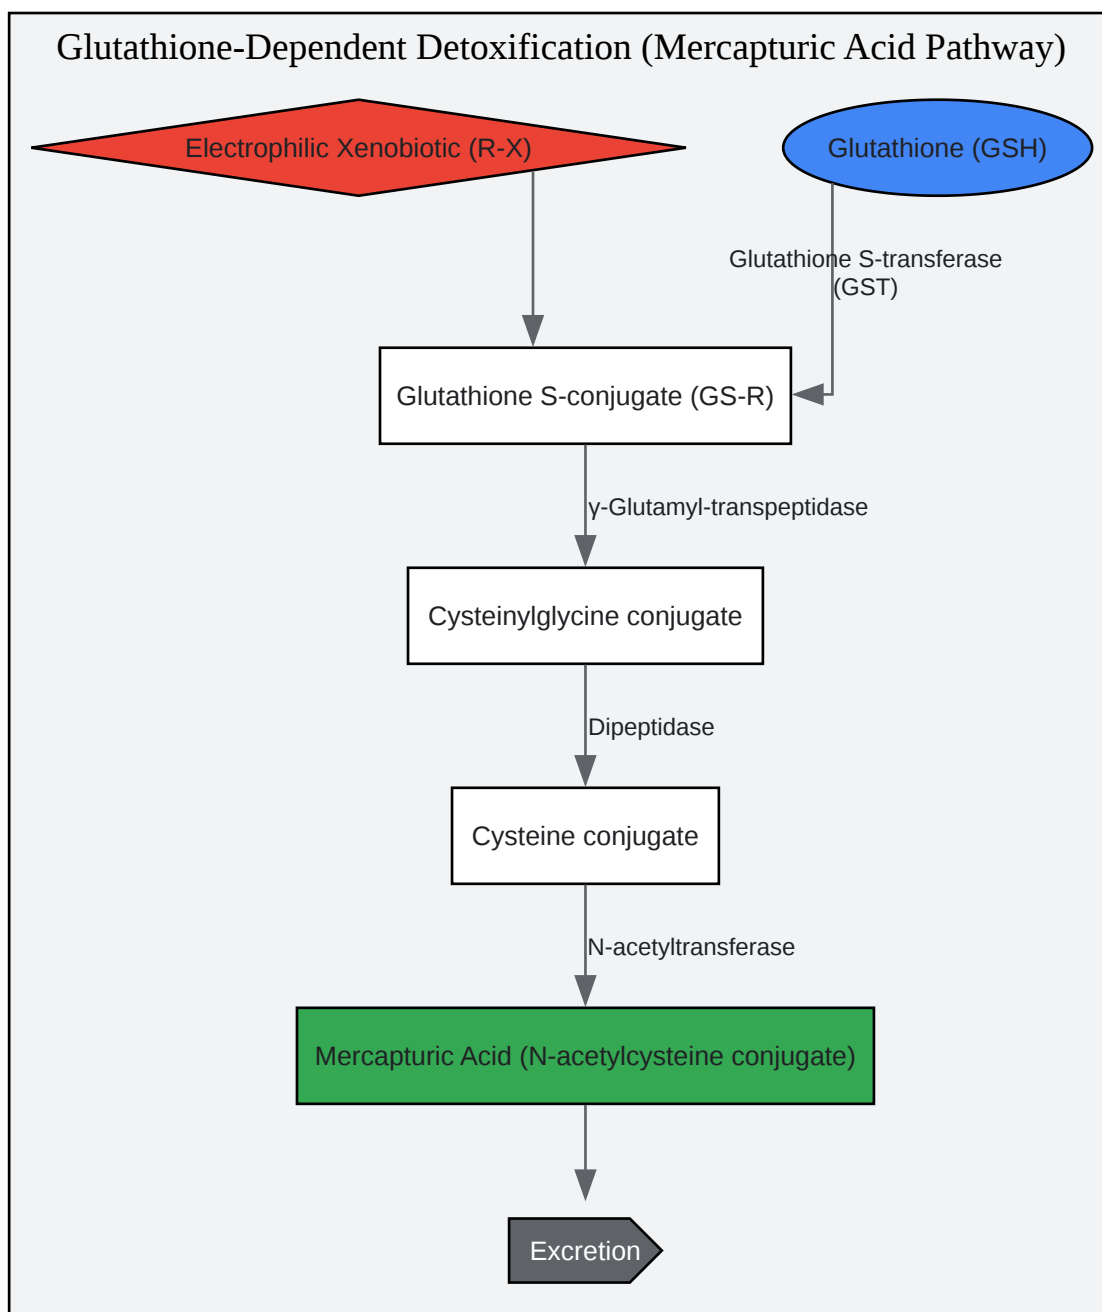 Glutathione-Dependent Detoxification (Mercapturic Acid Pathway)
Electrophilic Xenobiotic (R-X)
Glutathione (GSH)
Glutathione S-transferase
(GST)
Glutathione S-conjugate (GS-R)
γ-Glutamyl-transpeptidase
Cysteinylglycine conjugate
Dipeptidase
Cysteine conjugate
N-acetyltransferase
Mercapturic Acid (N-acetylcysteine conjugate)
Excretion